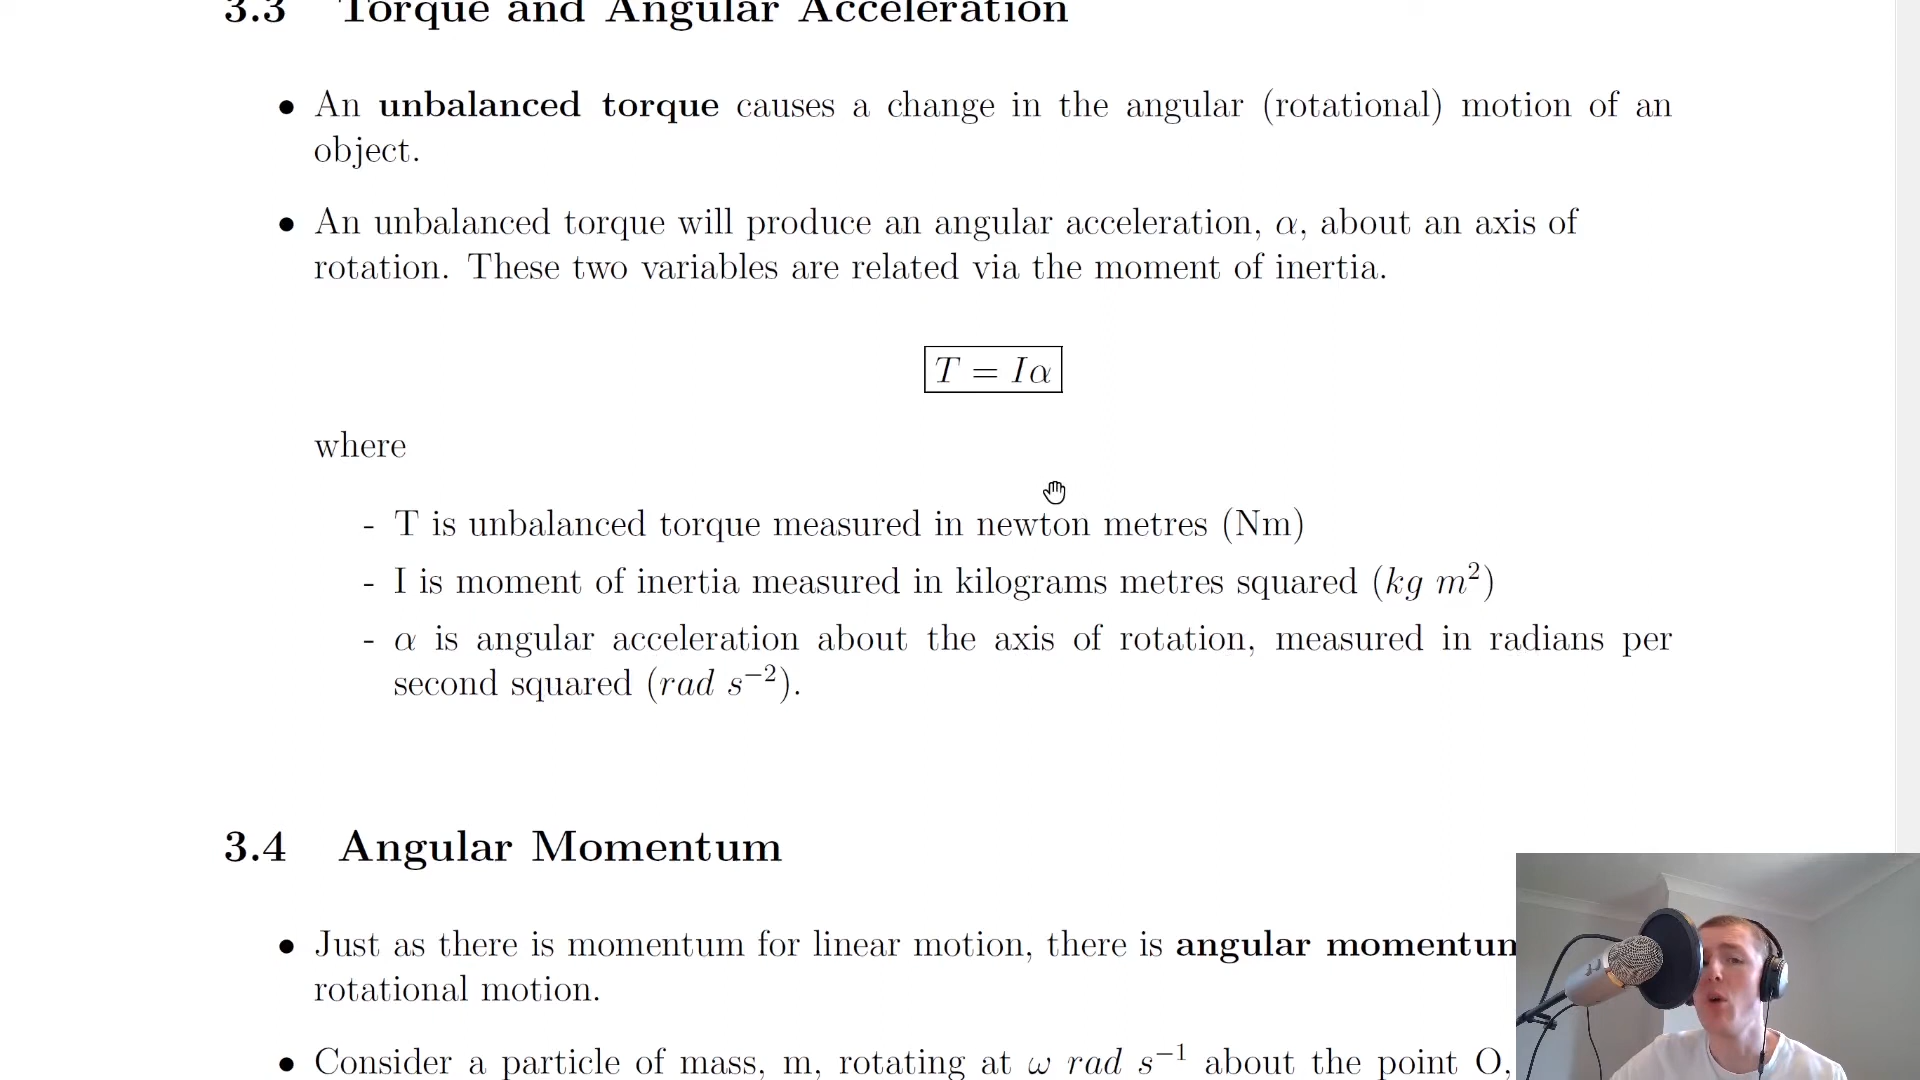 3.3 Torque and Angular Acceleration
• An unbalanced torque causes a change in the angular (rotational) motion of an
object.
• An unbalanced torque will produce an angular acceleration, α, about an axis of
rotation. These two variables are related via the moment of inertia.
T = Iα
where
- T is unbalanced torque measured in newton metres (Nm)
- I is moment of inertia measured in kilograms metres squared (kg m²)
- α is angular acceleration about the axis of rotation, measured in radians per
second squared (rad s⁻²).
3.4 Angular Momentum
• Just as there is momentum for linear motion, there is angular momentum
rotational motion.
• Consider a particle of mass, m, rotating at ω rad s⁻¹ about the point O,